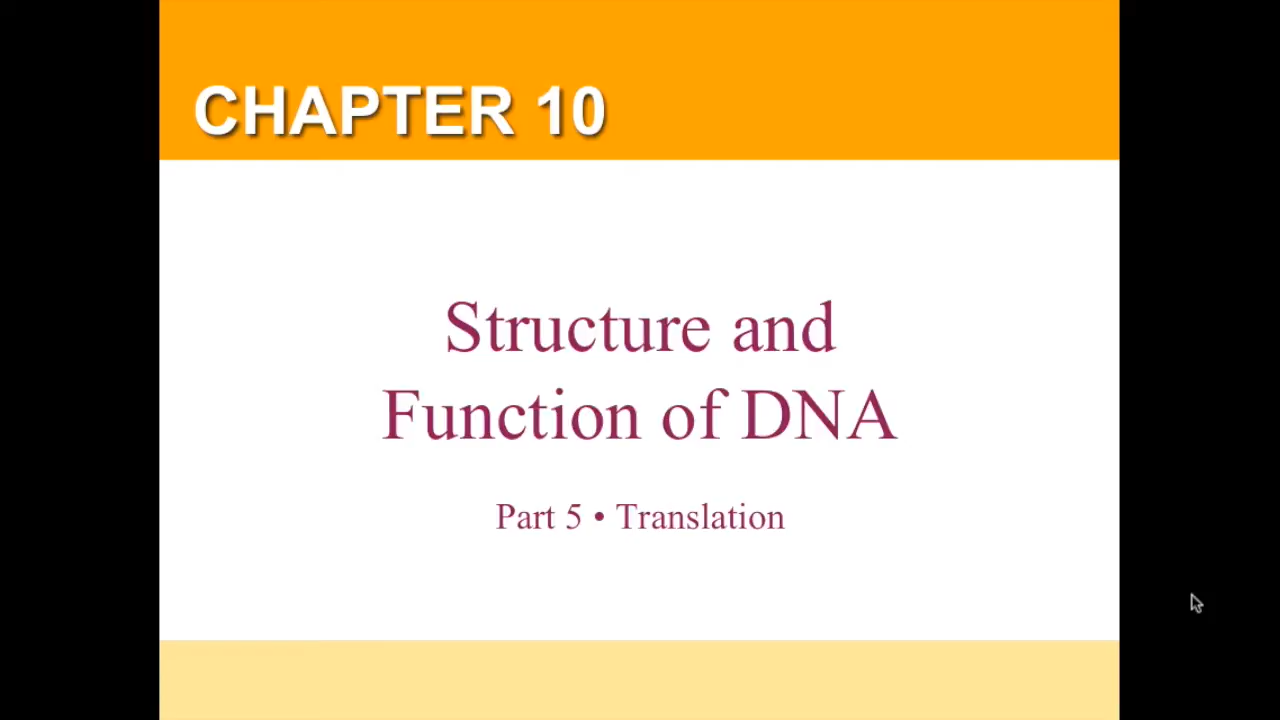 CHAPTER 10
Structure and
Function of DNA
Part 5 • Translation